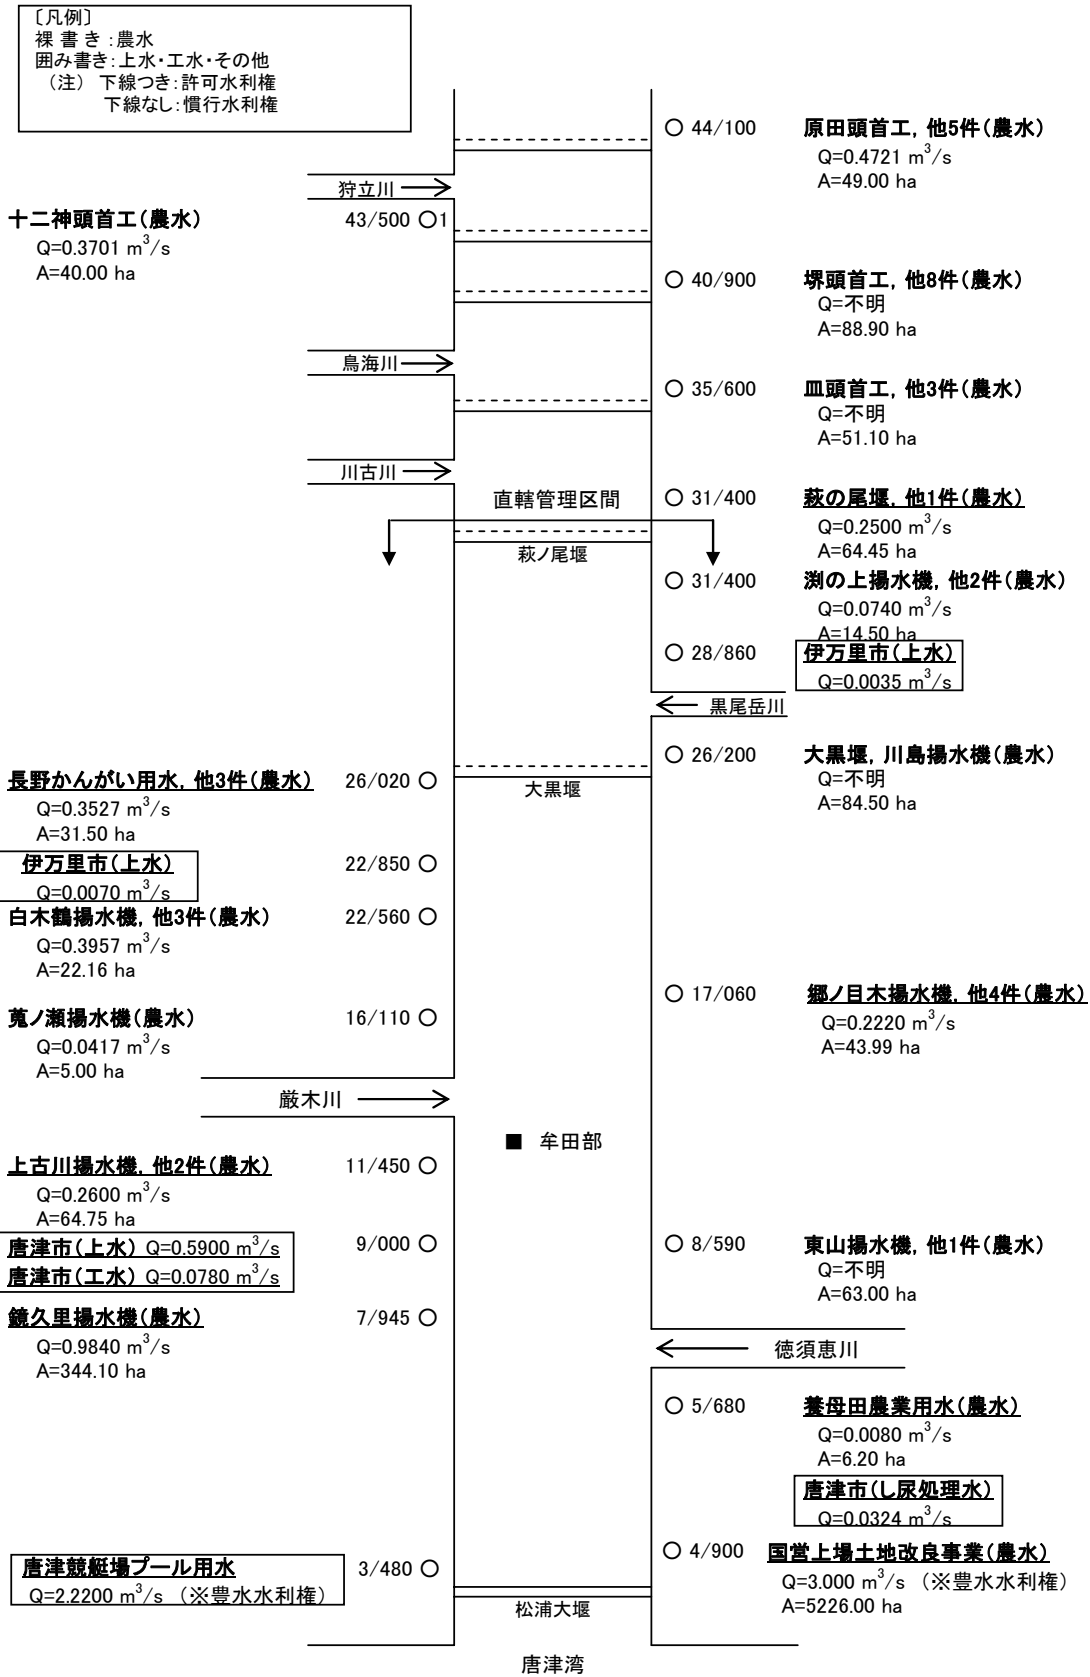 〔凡例〕
裸 書 き :農水
囲み書き:上水・工水・その他
（注） 下線つき:許可水利権
下線なし:慣行水利権
○ 44/100 原田頭首工, 他5件(農水)
Q=0.4721 m³/s
A=49.00 ha
狩立川
十二神頭首工(農水) 43/500 ○1
Q=0.3701 m³/s
A=40.00 ha
○ 40/900 堺頭首工, 他8件(農水)
Q=不明
A=88.90 ha
鳥海川
○ 35/600 皿頭首工, 他3件(農水)
Q=不明
A=51.10 ha
川古川
直轄管理区間
○ 31/400 萩の尾堰, 他1件(農水)
Q=0.2500 m³/s
A=64.45 ha
萩ノ尾堰
○ 31/400 渕の上揚水機, 他2件(農水)
Q=0.0740 m³/s
A=14.50 ha
○ 28/860 伊万里市(上水)
Q=0.0035 m³/s
黒尾岳川
○ 26/200 大黒堰, 川島揚水機(農水)
Q=不明
A=84.50 ha
大黒堰
長野かんがい用水, 他3件(農水) 26/020 ○
Q=0.3527 m³/s
A=31.50 ha
伊万里市(上水) 22/850 ○
Q=0.0070 m³/s
白木鶴揚水機, 他3件(農水) 22/560 ○
Q=0.3957 m³/s
A=22.16 ha
○ 17/060 郷ノ目木揚水機, 他4件(農水)
Q=0.2220 m³/s
A=43.99 ha
莵ノ瀬揚水機(農水) 16/110 ○
Q=0.0417 m³/s
A=5.00 ha
厳木川
■ 牟田部
上古川揚水機, 他2件(農水) 11/450 ○
Q=0.2600 m³/s
A=64.75 ha
唐津市(上水) Q=0.5900 m³/s 9/000 ○
唐津市(工水) Q=0.0780 m³/s
○ 8/590 東山揚水機, 他1件(農水)
Q=不明
A=63.00 ha
鏡久里揚水機(農水) 7/945 ○
Q=0.9840 m³/s
A=344.10 ha
徳須恵川
○ 5/680 養母田農業用水(農水)
Q=0.0080 m³/s
A=6.20 ha
唐津市(し尿処理水)
Q=0.0324 m³/s
○ 4/900 国営上場土地改良事業(農水)
Q=3.000 m³/s （※豊水水利権）
A=5226.00 ha
唐津競艇場プール用水 3/480 ○
Q=2.2200 m³/s （※豊水水利権）
松浦大堰
唐津湾